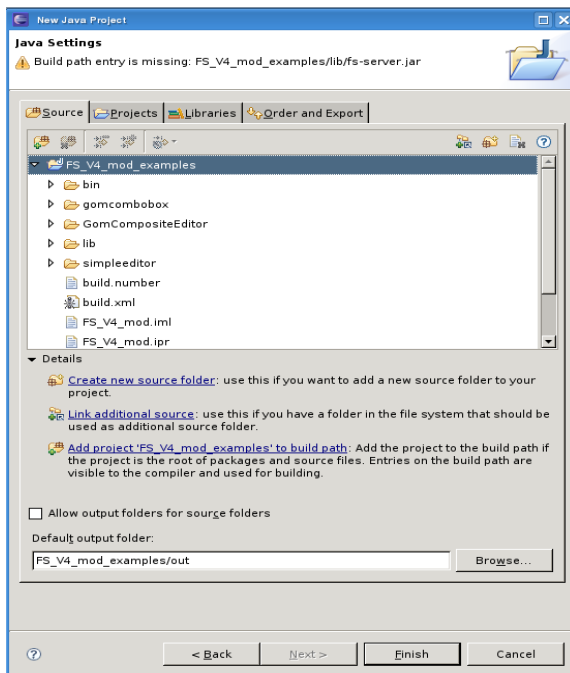 New Java Project
Java Settings
Build path entry is missing: FS_V4_mod_examples/lib/fs-server.jar
Source Projects Libraries Order and Export
FS_V4_mod_examples
bin
gomcombobox
GomCompositeEditor
lib
simpleeditor
build.number
build.xml
FS_V4_mod.iml
FS_V4_mod.ipr
Details
Create new source folder: use this if you want to add a new source folder to your
project.
Link additional source: use this if you have a folder in the file system that should be
used as additional source folder.
Add project 'FS_V4_mod_examples' to build path: Add the project to the build path if
the project is the root of packages and source files. Entries on the build path are
visible to the compiler and used for building.
Allow output folders for source folders
Default output folder:
FS_V4_mod_examples/out
Browse...
< Back Next > Finish Cancel